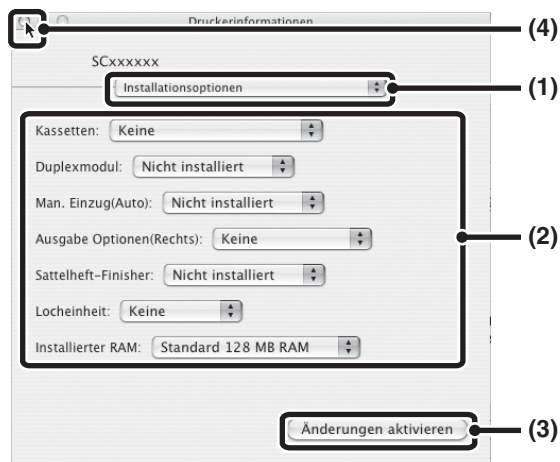 Druckerinformationen
(4)
SCxxxxxx
Installationsoptionen
(1)
Kassetten: Keine
Duplexmodul: Nicht installiert
Man. Einzug(Auto): Nicht installiert
Ausgabe Optionen(Rechts): Keine
(2)
Sattelheft-Finisher: Nicht installiert
Locheinheit: Keine
Installierter RAM: Standard 128 MB RAM
Änderungen aktivieren
(3)